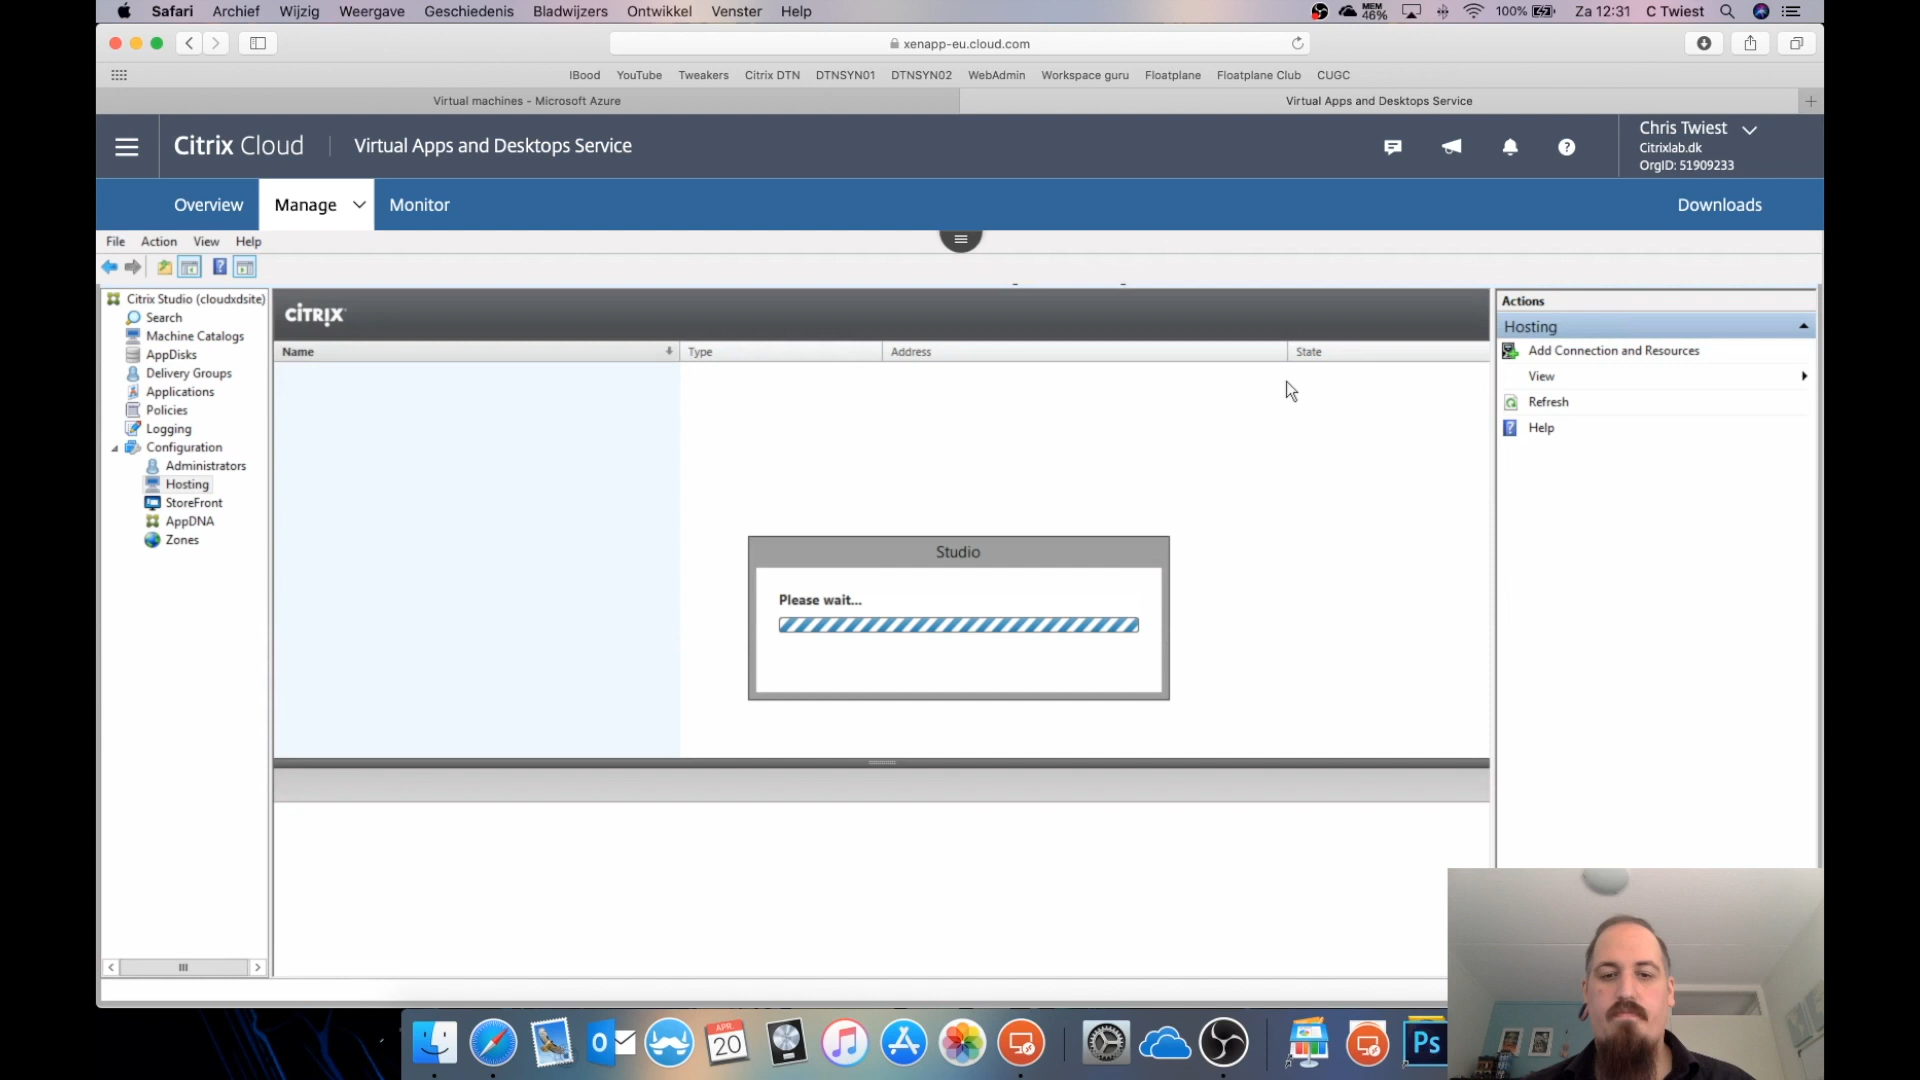 Safari Archief Wijzig Weergave Geschiedenis Bladwijzers Ontwikkel Venster Help MEM 46% 100% Za 12:31 C Twiest
xenapp-eu.cloud.com
IBood YouTube Tweakers Citrix DTN DTNSYN01 DTNSYN02 WebAdmin Workspace guru Floatplane Floatplane Club CUGC
Virtual machines - Microsoft Azure Virtual Apps and Desktops Service
Citrix Cloud Virtual Apps and Desktops Service
Chris Twiest
Citrixlab.dk
OrgID: 51909233
Overview Manage Monitor Downloads
File Action View Help
Citrix Studio (cloudxdsite)
Search
Machine Catalogs
AppDisks
Delivery Groups
Applications
Policies
Logging
Configuration
Administrators
Hosting
StoreFront
AppDNA
Zones
CITRIX
Name Type Address State
Studio
Please wait...
Actions
Hosting
Add Connection and Resources
View
Refresh
Help
APR.
20
Ps